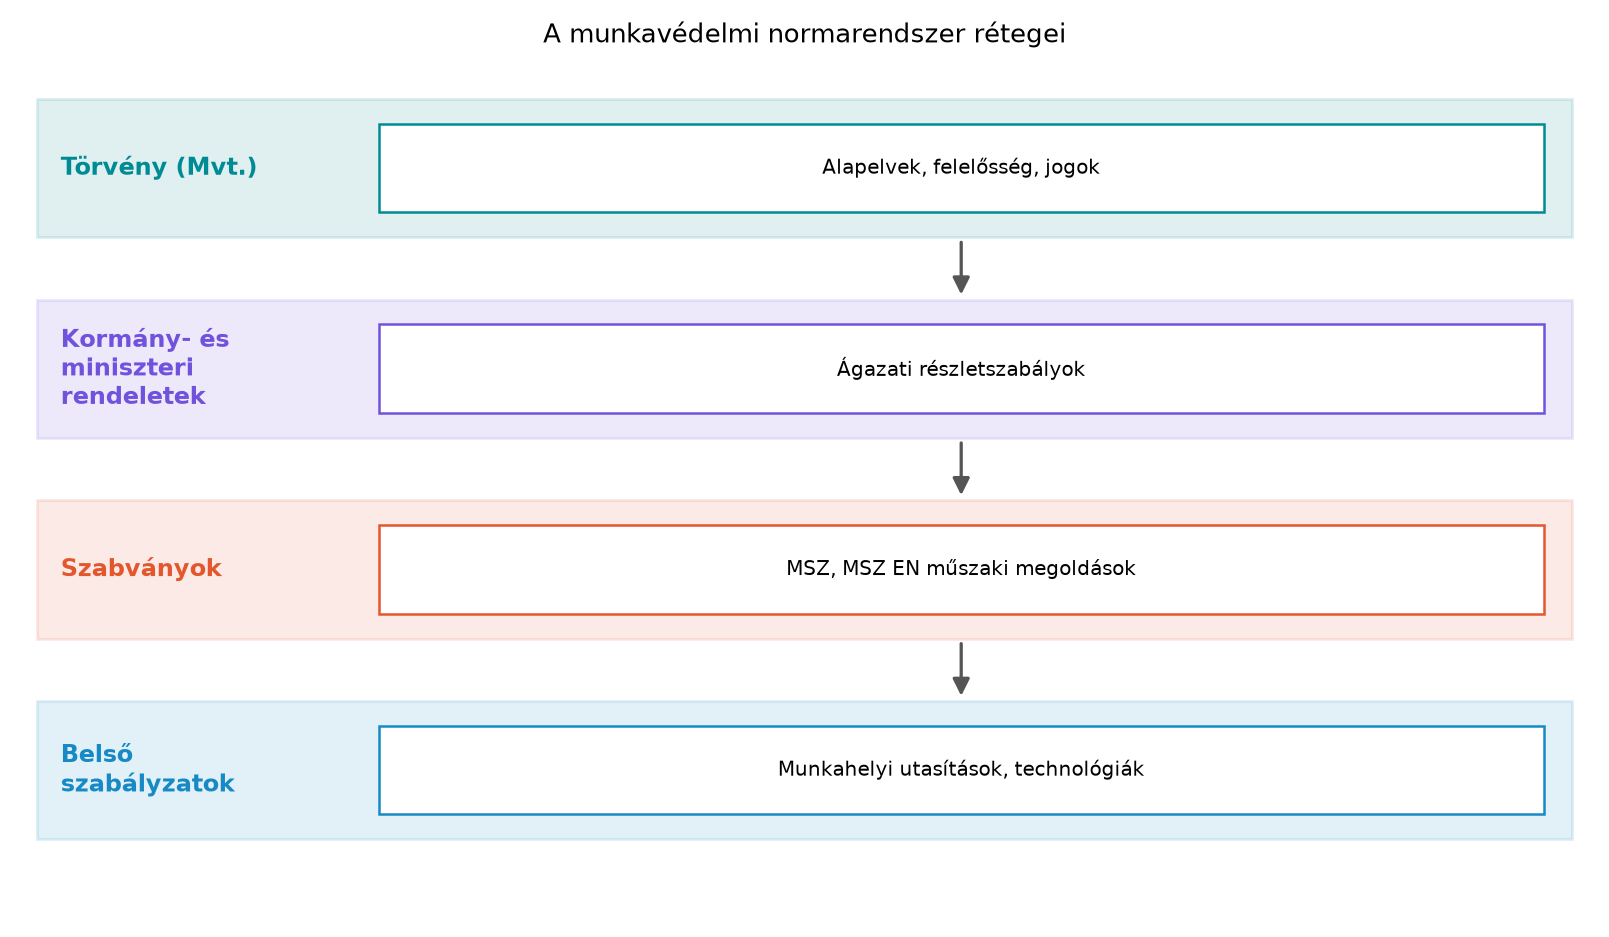 A munkavédelmi normarendszer rétegei
Törvény (Mvt.)
Alapelvek, felelősség, jogok
Kormány- és
miniszteri
rendeletek
Ágazati részletszabályok
Szabványok
MSZ, MSZ EN műszaki megoldások
Belső
szabályzatok
Munkahelyi utasítások, technológiák